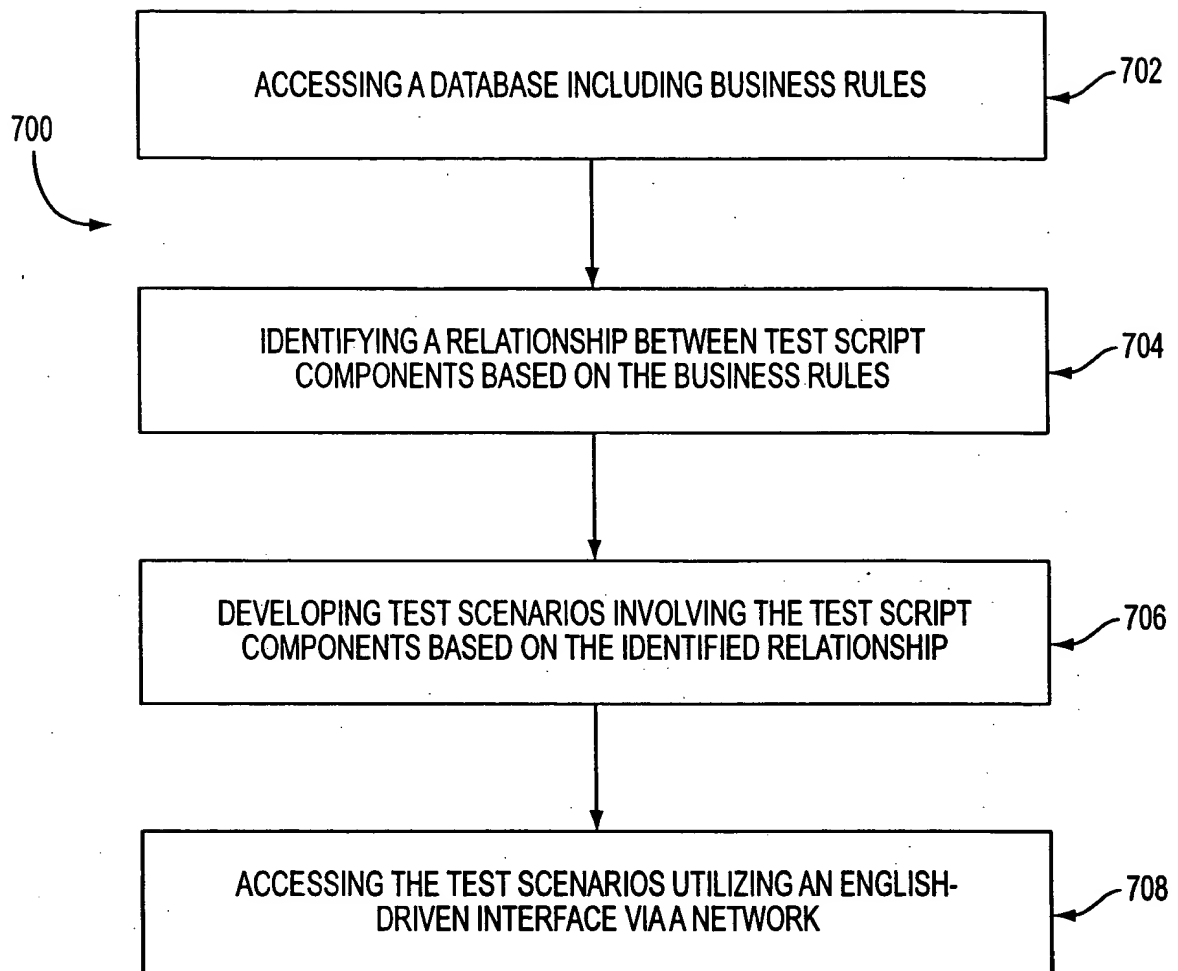 ACCESSING A DATABASE INCLUDING BUSINESS RULES
702
700
IDENTIFYING A RELATIONSHIP BETWEEN TEST SCRIPT
COMPONENTS BASED ON THE BUSINESS RULES
704
DEVELOPING TEST SCENARIOS INVOLVING THE TEST SCRIPT
COMPONENTS BASED ON THE IDENTIFIED RELATIONSHIP
706
ACCESSING THE TEST SCENARIOS UTILIZING AN ENGLISH-
DRIVEN INTERFACE VIA A NETWORK
708